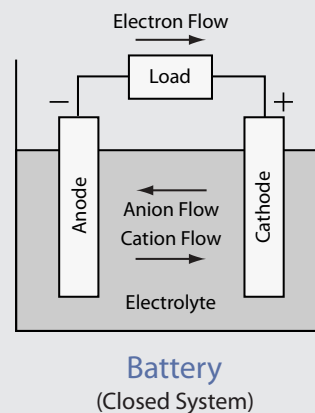 Electron Flow
Load
−
+
Anode
Cathode
Anion Flow
Cation Flow
Electrolyte
Battery
(Closed System)